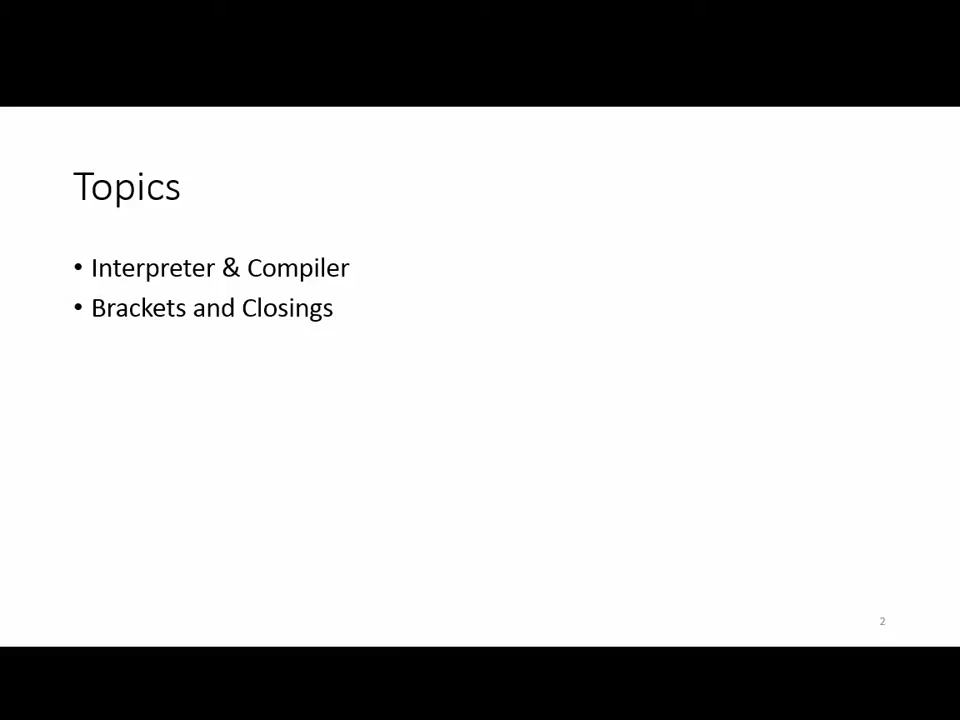 Topics
• Interpreter & Compiler
• Brackets and Closings
2